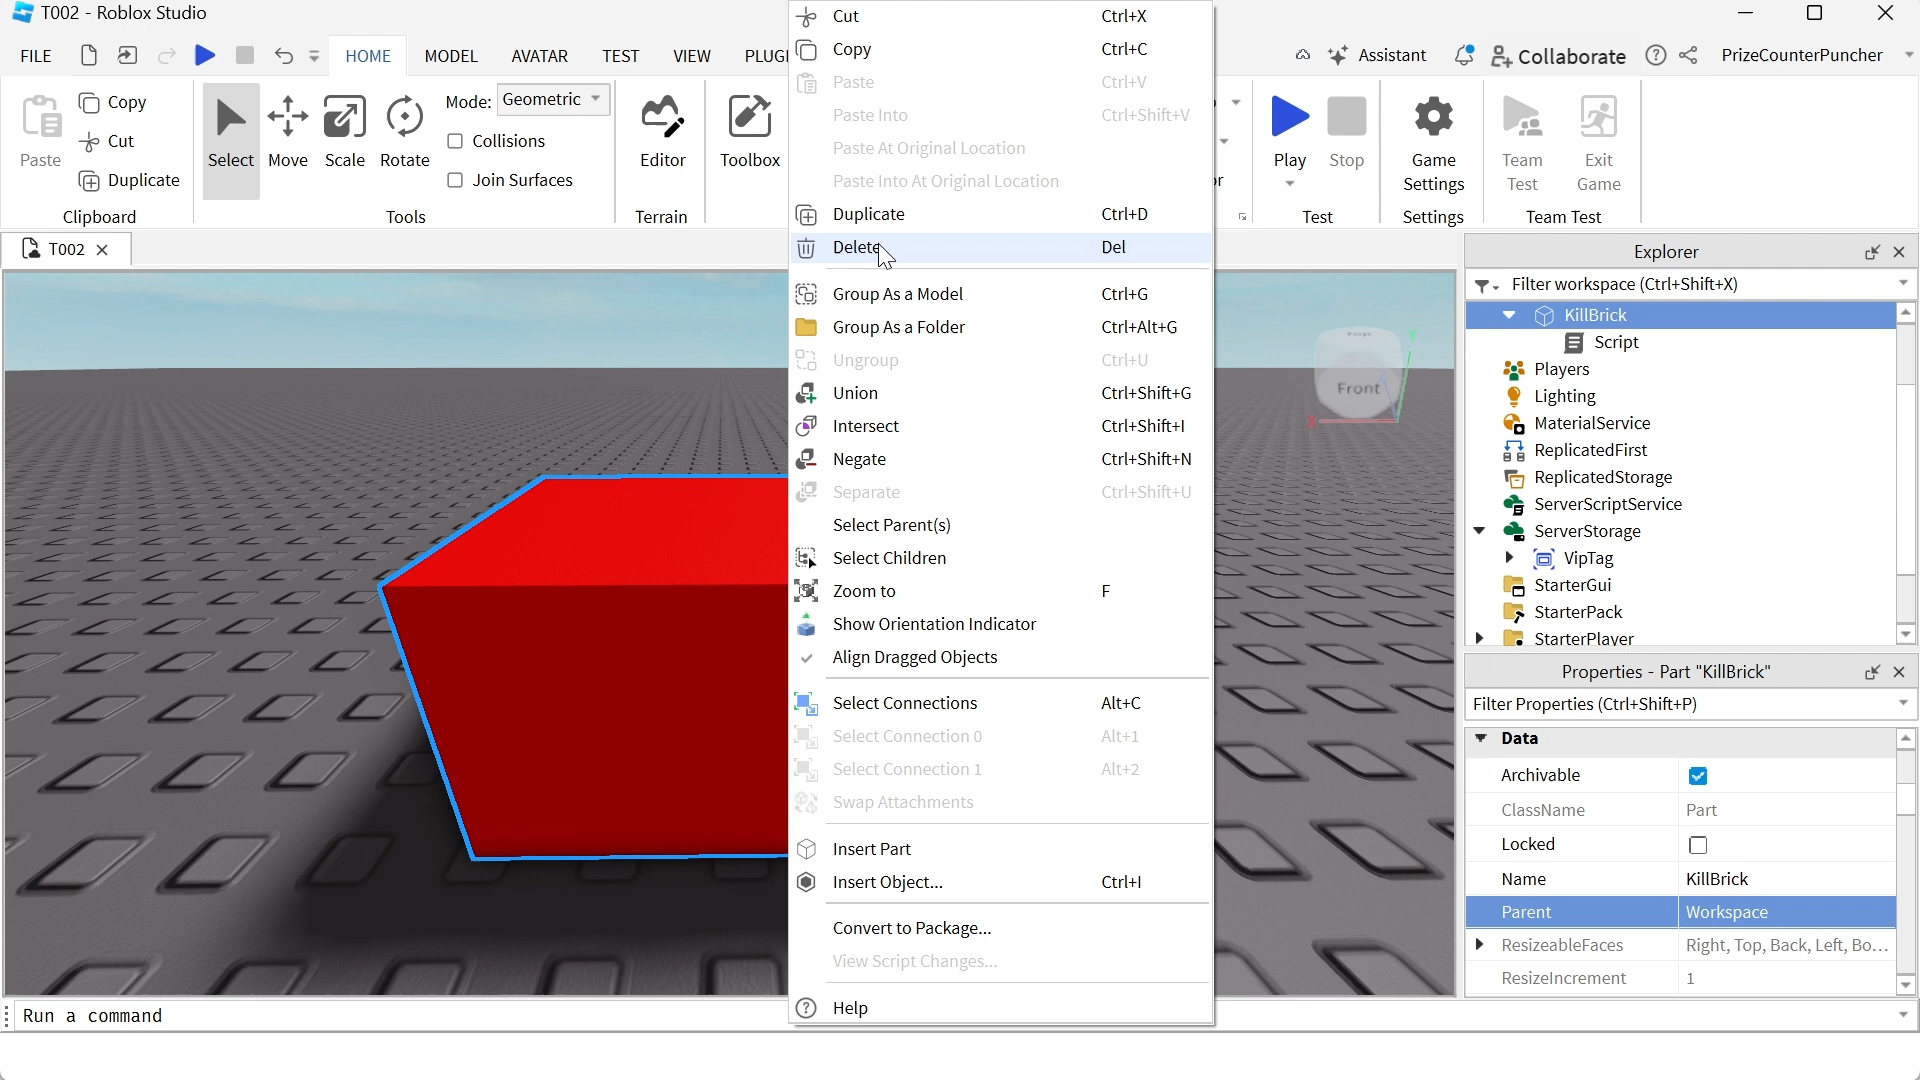 T002 - Roblox Studio
FILE
HOME
MODEL
AVATAR
TEST
VIEW
PLUGI
Assistant
Collaborate
PrizeCounterPuncher
Paste
Copy
Cut
Duplicate
Clipboard
Select
Move
Scale
Rotate
Mode: Geometric
Collisions
Join Surfaces
Tools
Editor
Terrain
Toolbox
Play
Stop
Test
Game
Settings
Settings
Team
Test
Exit
Game
Team Test
T002
Cut Ctrl+X
Copy Ctrl+C
Paste Ctrl+V
Paste Into Ctrl+Shift+V
Paste At Original Location
Paste Into At Original Location
Duplicate Ctrl+D
Delete Del
Group As a Model Ctrl+G
Group As a Folder Ctrl+Alt+G
Ungroup Ctrl+U
Union Ctrl+Shift+G
Intersect Ctrl+Shift+I
Negate Ctrl+Shift+N
Separate Ctrl+Shift+U
Select Parent(s)
Select Children
Zoom to F
Show Orientation Indicator
Align Dragged Objects
Select Connections Alt+C
Select Connection 0 Alt+1
Select Connection 1 Alt+2
Swap Attachments
Insert Part
Insert Object... Ctrl+I
Convert to Package...
View Script Changes...
Help
Front
X
Explorer
Filter workspace (Ctrl+Shift+X)
KillBrick
Script
Players
Lighting
MaterialService
ReplicatedFirst
ReplicatedStorage
ServerScriptService
ServerStorage
VipTag
StarterGui
StarterPack
StarterPlayer
Properties - Part "KillBrick"
Filter Properties (Ctrl+Shift+P)
Data
Archivable
ClassName Part
Locked
Name KillBrick
Parent Workspace
ResizeableFaces Right, Top, Back, Left, Bo...
ResizeIncrement 1
Run a command